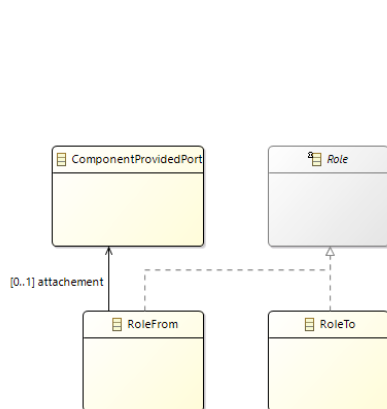 ComponentProvidedPort
Role
[0..1] attachement
RoleFrom
RoleTo